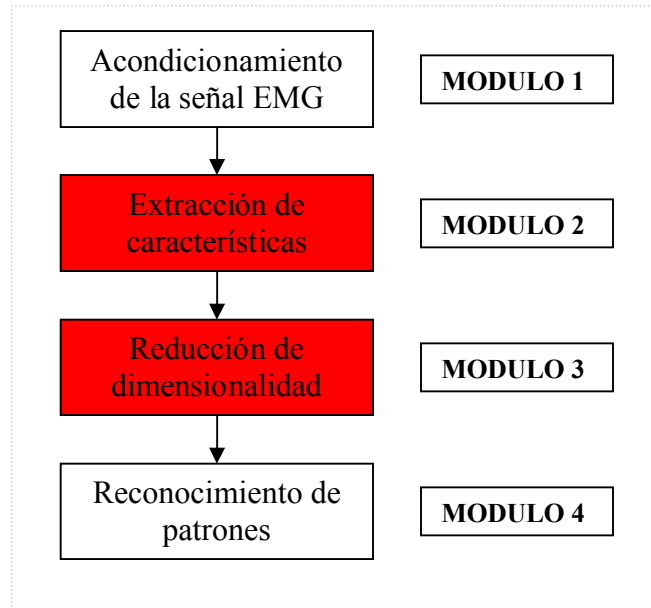 Acondicionamiento
de la señal EMG
MODULO 1
Extracción de
características
MODULO 2
Reducción de
dimensionalidad
MODULO 3
Reconocimiento de
patrones
MODULO 4